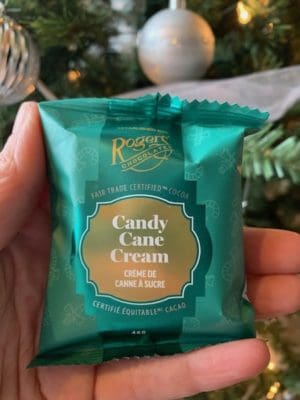 Rogers'
CHOCOLATES
FAIR TRADE CERTIFIED™ COCOA
Candy
Cane
Cream
CRÈME DE
CANNE À SUCRE
CERTIFIÉ ÉQUITABLE™ CACAO